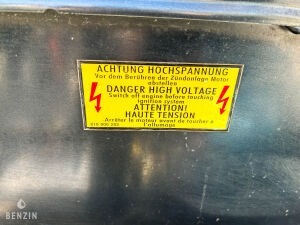 ACHTUNG HOCHSPANNUNG
Vor dem Berühren der Zündanlage Motor
abstellen
DANGER HIGH VOLTAGE
Switch off engine before touching
ignition system
ATTENTION!
HAUTE TENSION
Arrêter le moteur avant de toucher à
l'allumage
BENZIN